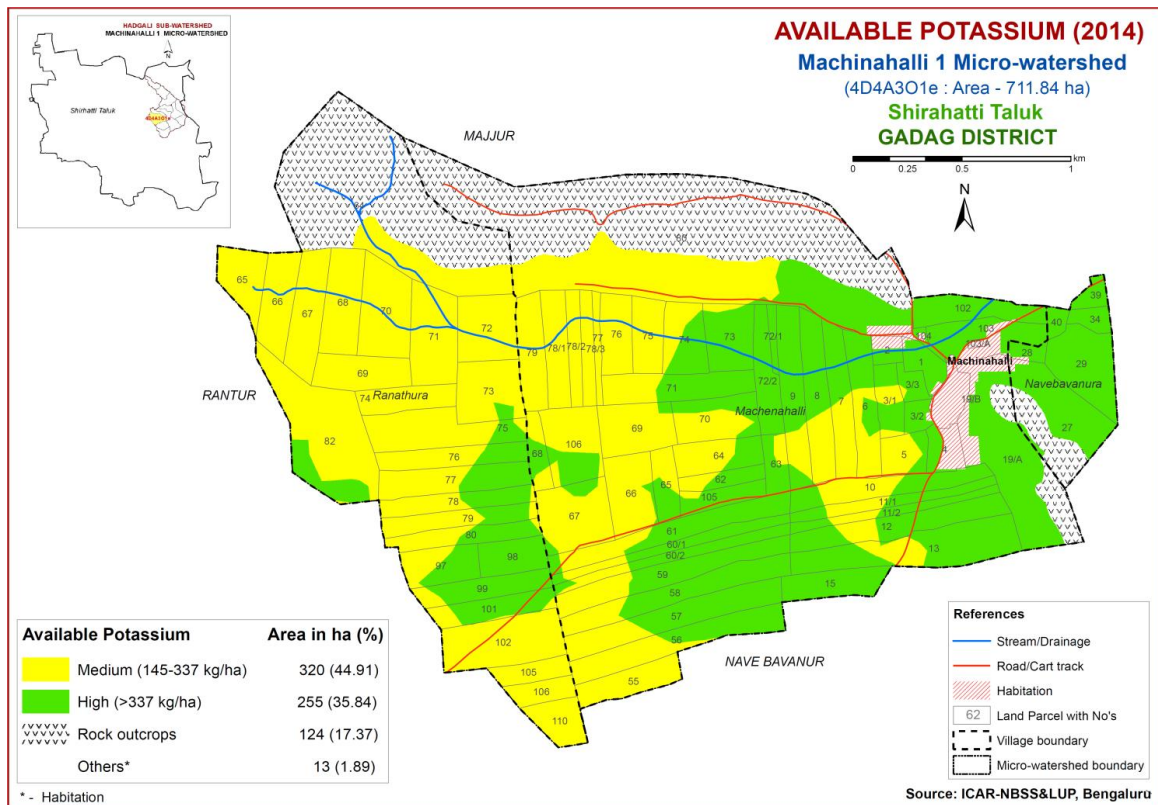 HADGALI SUB-WATERSHED
MACHINAHALLI 1 MICRO-WATERSHED
N
Shirhatti Taluk
4D4A3O1e
AVAILABLE POTASSIUM (2014)
Machinahalli 1 Micro-watershed
(4D4A3O1e : Area - 711.84 ha)
Shirahatti Taluk
GADAG DISTRICT
0 0.25 0.5 1 km
N
MAJJUR
80
65
66
67
68
70
71
72
79
78/1
78/2
77
78/3
76
75
74
73
72/1
102
103
104
103/A
40
39
34
2
1
Machinahalli
28
29
Navebavanura
69
74
RANTUR
Ranathura
73
71
72/2
9
8
7
6
3/1
3/3
3/2
Machenahalli
19/B
27
82
75
68
106
69
70
64
63
5
4
19/A
76
77
78
79
80
67
66
65
62
105
10
11/1
11/2
12
13
61
60/1
60/2
97
98
99
101
59
58
57
56
15
102
105
106
110
55
NAVE BAVANUR
Available Potassium Area in ha (%)
Medium (145-337 kg/ha) 320 (44.91)
High (>337 kg/ha) 255 (35.84)
Rock outcrops 124 (17.37)
Others* 13 (1.89)
* - Habitation
References
Stream/Drainage
Road/Cart track
Habitation
62 Land Parcel with No's
Village boundary
Micro-watershed boundary
Source: ICAR-NBSS&LUP, Bengaluru